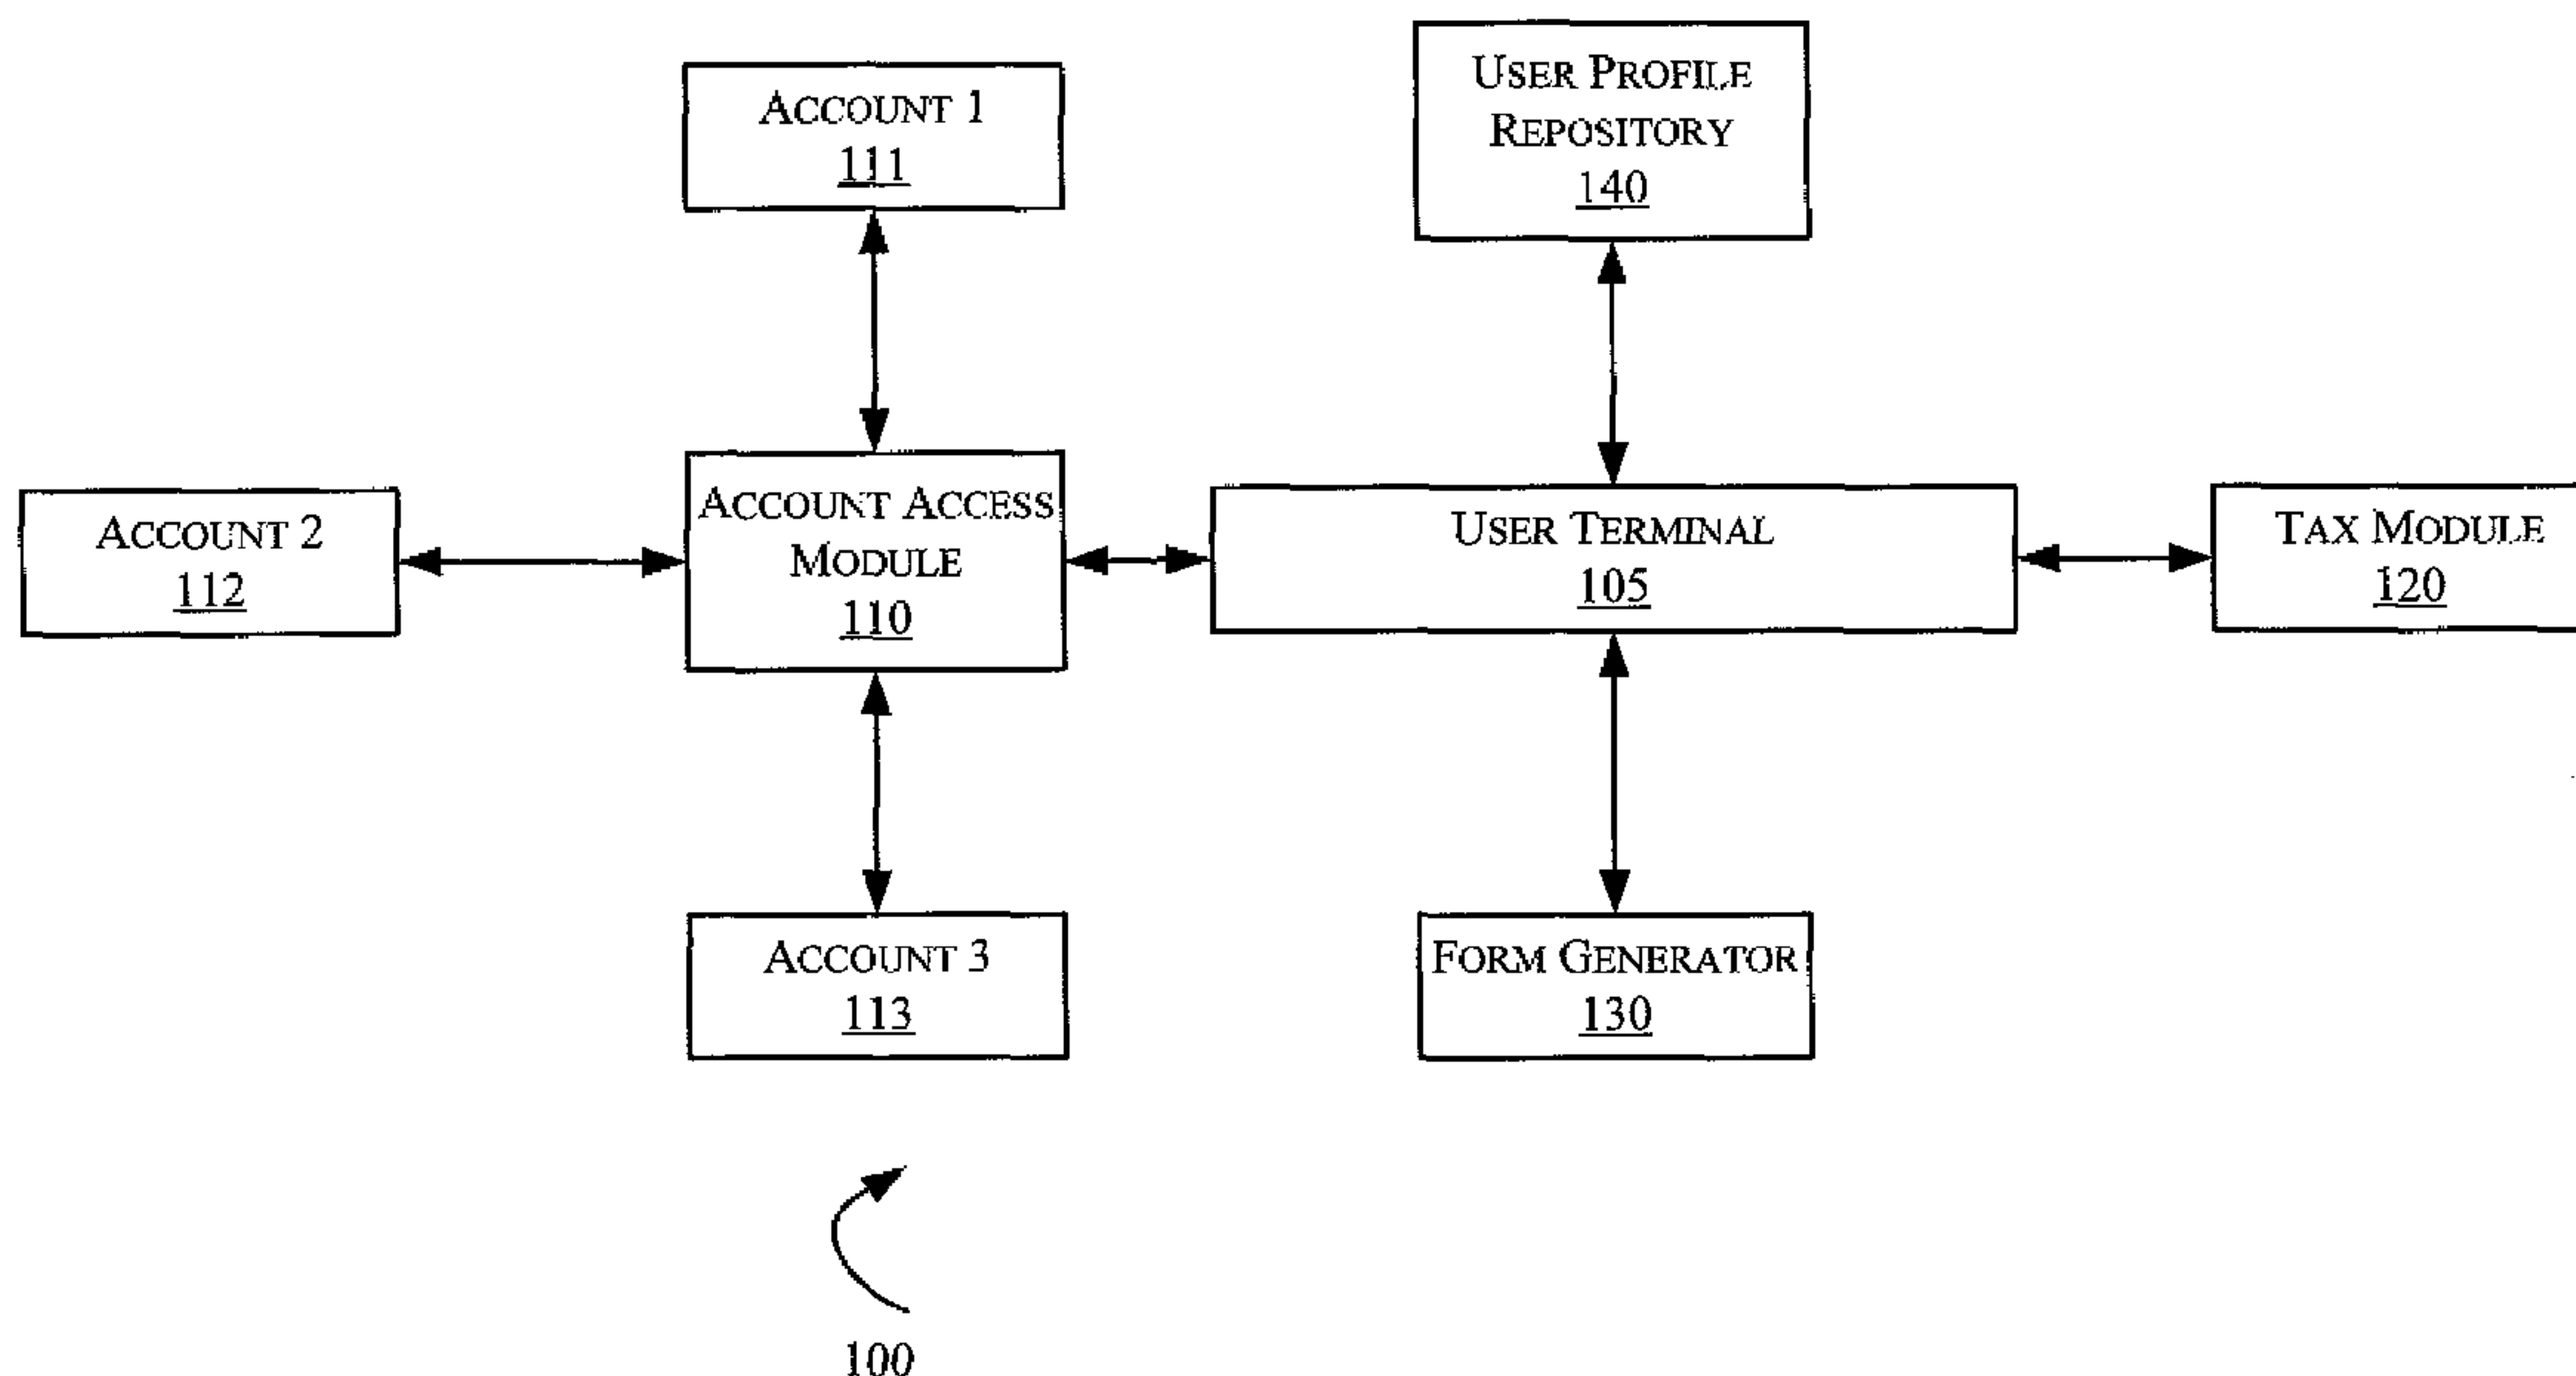 ACCOUNT 1
111
USER PROFILE
REPOSITORY
140
ACCOUNT 2
112
ACCOUNT ACCESS
MODULE
110
USER TERMINAL
105
TAX MODULE
120
ACCOUNT 3
113
FORM GENERATOR
130
100